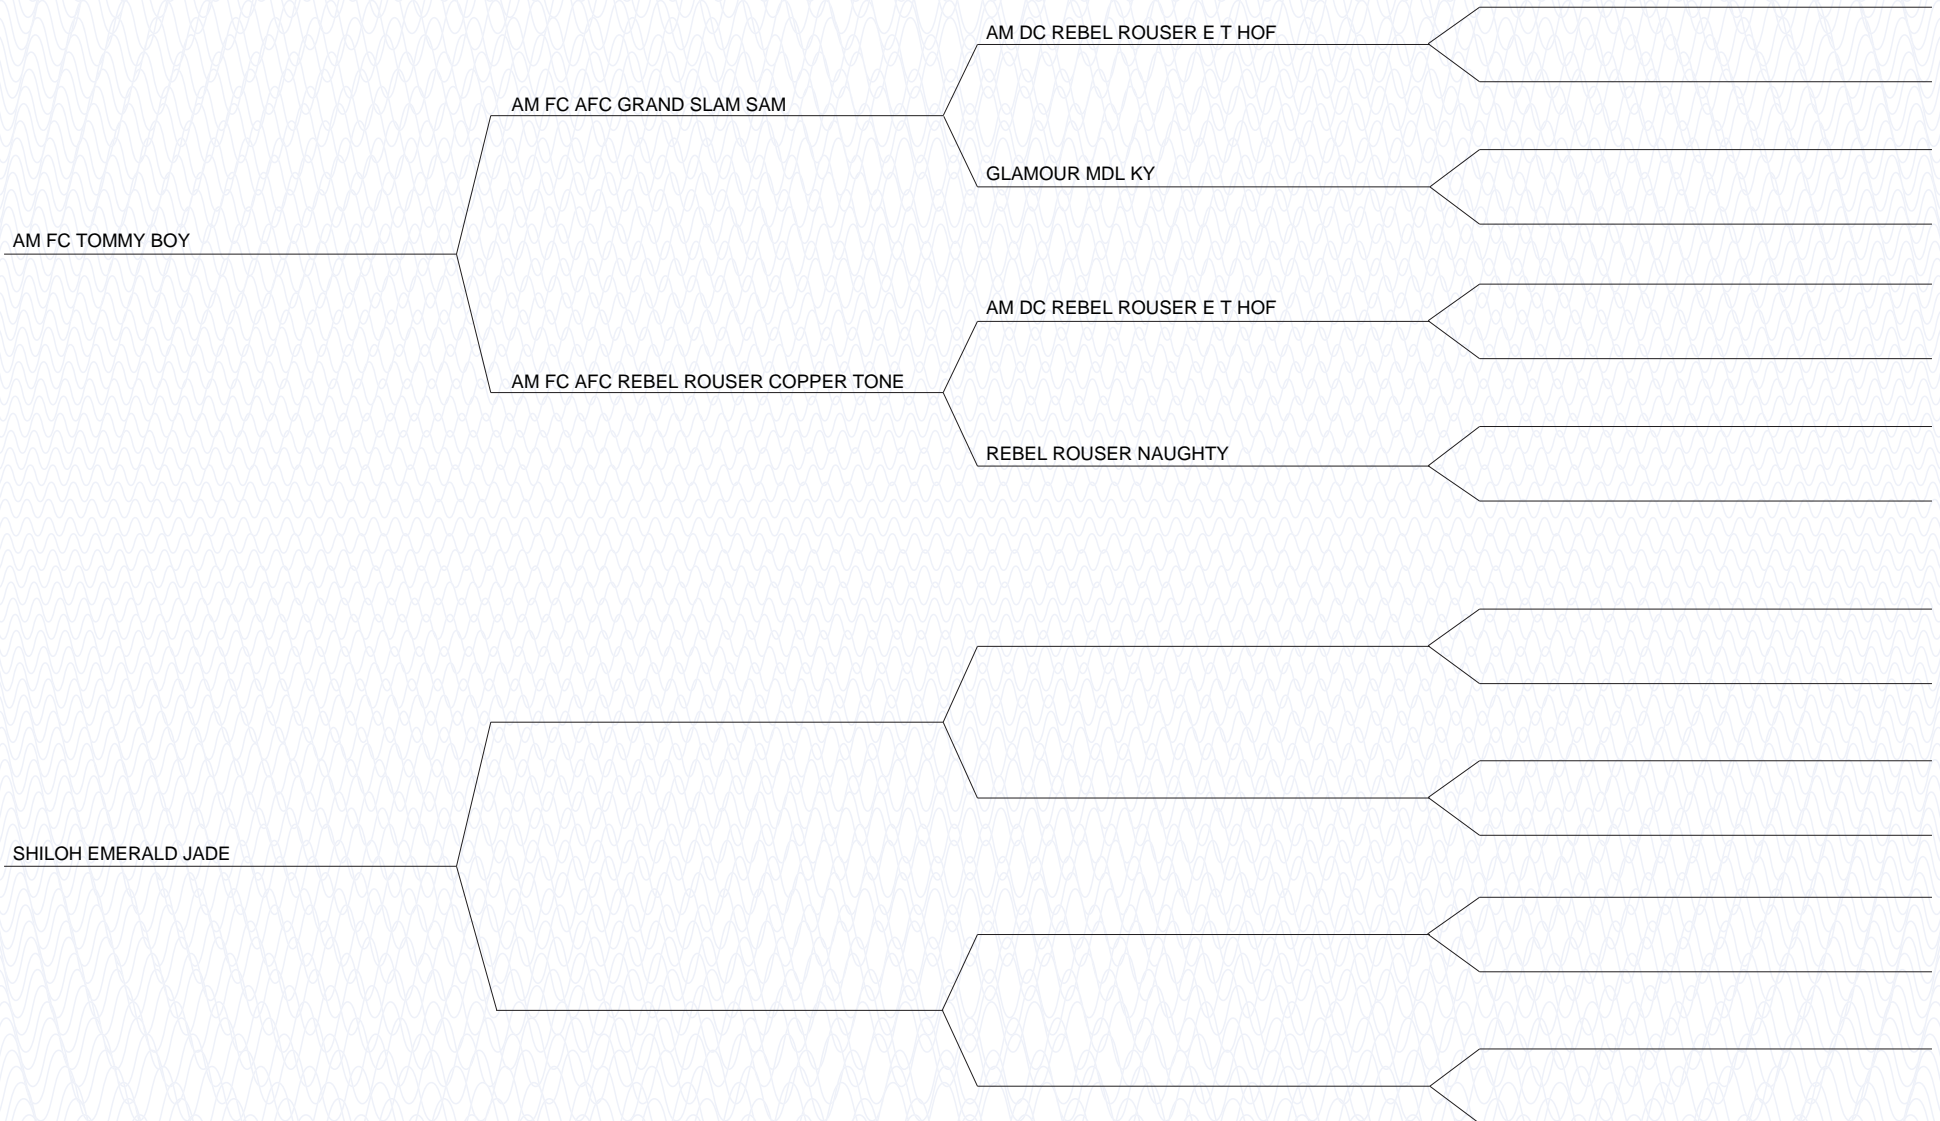 AM DC REBEL ROUSER E T HOF
AM FC AFC GRAND SLAM SAM
GLAMOUR MDL KY
AM FC TOMMY BOY
AM DC REBEL ROUSER E T HOF
AM FC AFC REBEL ROUSER COPPER TONE
REBEL ROUSER NAUGHTY
SHILOH EMERALD JADE